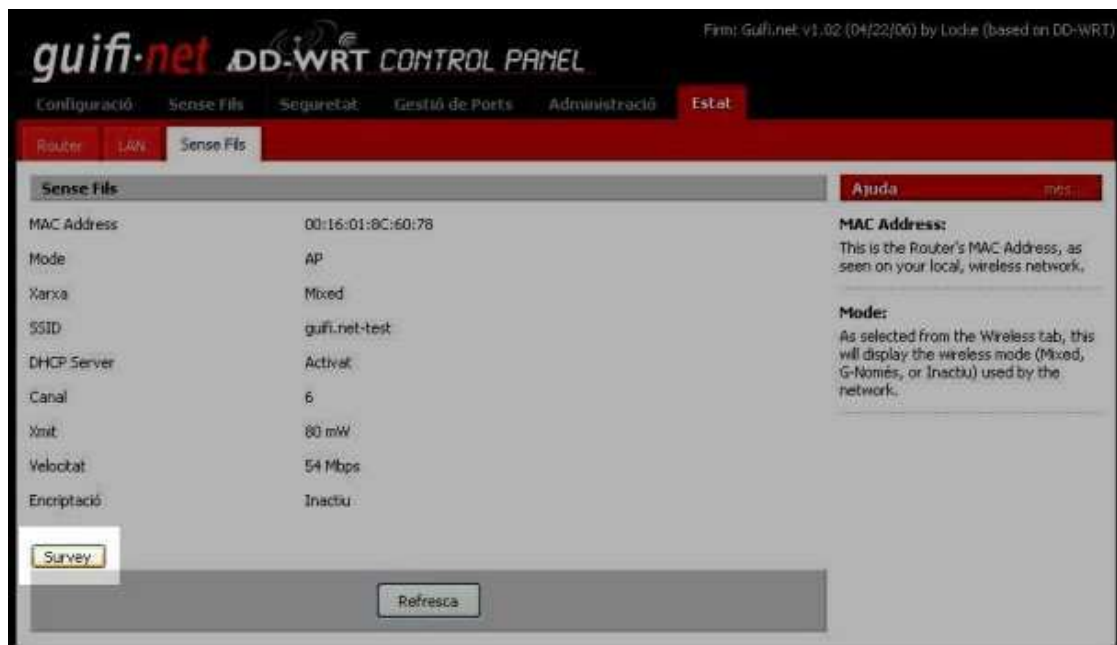 Firm: Guifi.net v1.02 (04/22/06) by Lodie (based on DD-WRT)
guifi·net DD-WRT CONTROL PANEL
Configuració Sense Fils Seguretat Gestió de Ports Administració Estat
Router LAN Sense Fils
Sense Fils
MAC Address 00:16:01:8C:60:78
Mode AP
Xarxa Mixed
SSID guifi.net-test
DHCP Server Activat
Canal 6
Xmit 80 mW
Velocitat 54 Mbps
Encriptació Inactiu
Survey
Refresca
Ajuda més...
MAC Address:
This is the Router's MAC Address, as
seen on your local, wireless network.
Mode:
As selected from the Wireless tab, this
will display the wireless mode (Mixed,
G-Només, or Inactiu) used by the
network.